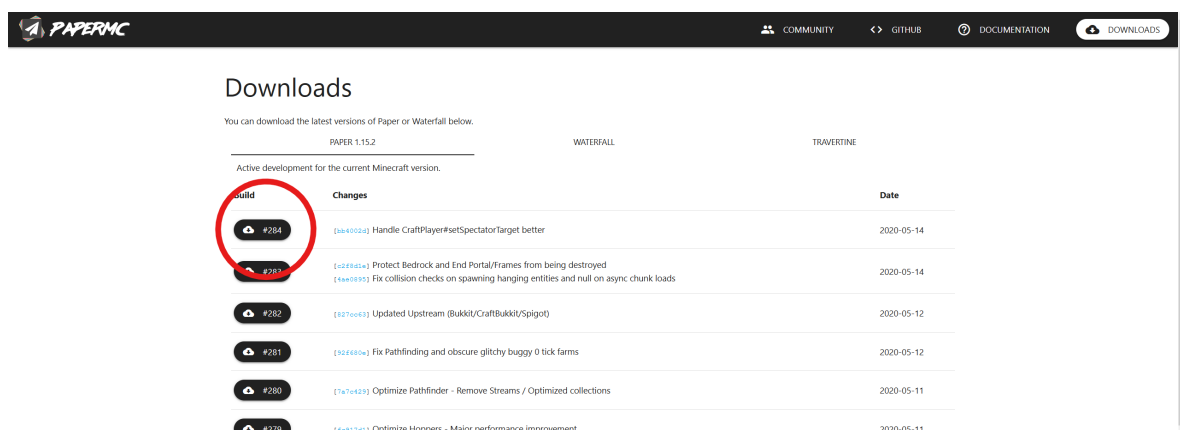 PAPERMC
COMMUNITY
<> GITHUB
DOCUMENTATION
DOWNLOADS
Downloads
You can download the latest versions of Paper or Waterfall below.
PAPER 1.15.2 WATERFALL TRAVERTINE
Active development for the current Minecraft version.
Build Changes Date
#284 [bb4002d] Handle CraftPlayer#setSpectatorTarget better 2020-05-14
#283 [c2f8d1e] Protect Bedrock and End Portal/Frames from being destroyed
[4ae0895] Fix collision checks on spawning hanging entities and null on async chunk loads 2020-05-14
#282 [827cc63] Updated Upstream (Bukkit/CraftBukkit/Spigot) 2020-05-12
#281 [926680e] Fix Pathfinding and obscure glitchy buggy 0 tick farms 2020-05-12
#280 [7a7c629] Optimize Pathfinder - Remove Streams / Optimized collections 2020-05-11
#279 Optimize Hoppers - Major performance improvement 2020-05-11